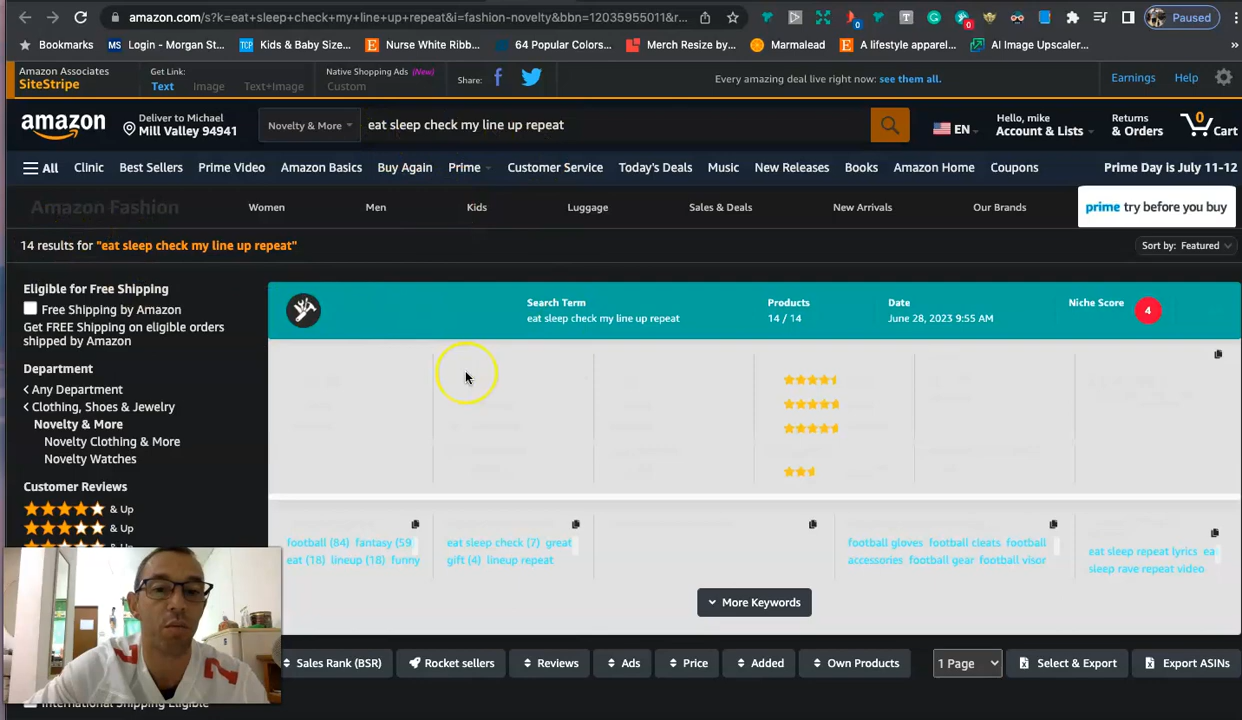 amazon.com/s?k=eat+sleep+check+my+line+up+repeat&i=fashion-novelty&bbn=12035955011&r...
Paused
Bookmarks
MS Login - Morgan St...
TCP Kids & Baby Size...
Nurse White Ribb...
64 Popular Colors...
Merch Resize by...
Marmalead
A lifestyle apparel...
AI Image Upscaler...
Amazon Associates
SiteStripe
Get Link:
Text Image Text+Image
Native Shopping Ads (New)
Custom
Share:
Every amazing deal live right now: see them all.
Earnings Help
amazon
Deliver to Michael
Mill Valley 94941
Novelty & More
eat sleep check my line up repeat
EN
Hello, mike
Account & Lists
Returns
& Orders
0
Cart
All Clinic Best Sellers Prime Video Amazon Basics Buy Again Prime Customer Service Today's Deals Music New Releases Books Amazon Home Coupons Prime Day is July 11-12
Amazon Fashion Women Men Kids Luggage Sales & Deals New Arrivals Our Brands prime try before you buy
14 results for "eat sleep check my line up repeat"
Sort by: Featured
Eligible for Free Shipping
Free Shipping by Amazon
Get FREE Shipping on eligible orders
shipped by Amazon
Department
Any Department
Clothing, Shoes & Jewelry
Novelty & More
Novelty Clothing & More
Novelty Watches
Customer Reviews
& Up
& Up
Search Term
eat sleep check my line up repeat
Products
14 / 14
Date
June 28, 2023 9:55 AM
Niche Score
4
football (84) fantasy (59
eat (18) lineup (18) funny
eat sleep check (7) great
gift (4) lineup repeat
football gloves football cleats football
accessories football gear football visor
eat sleep repeat lyrics ea
sleep rave repeat video
More Keywords
Sales Rank (BSR)
Rocket sellers
Reviews
Ads
Price
Added
Own Products
1 Page
Select & Export
Export ASINs
International Shipping Eligible